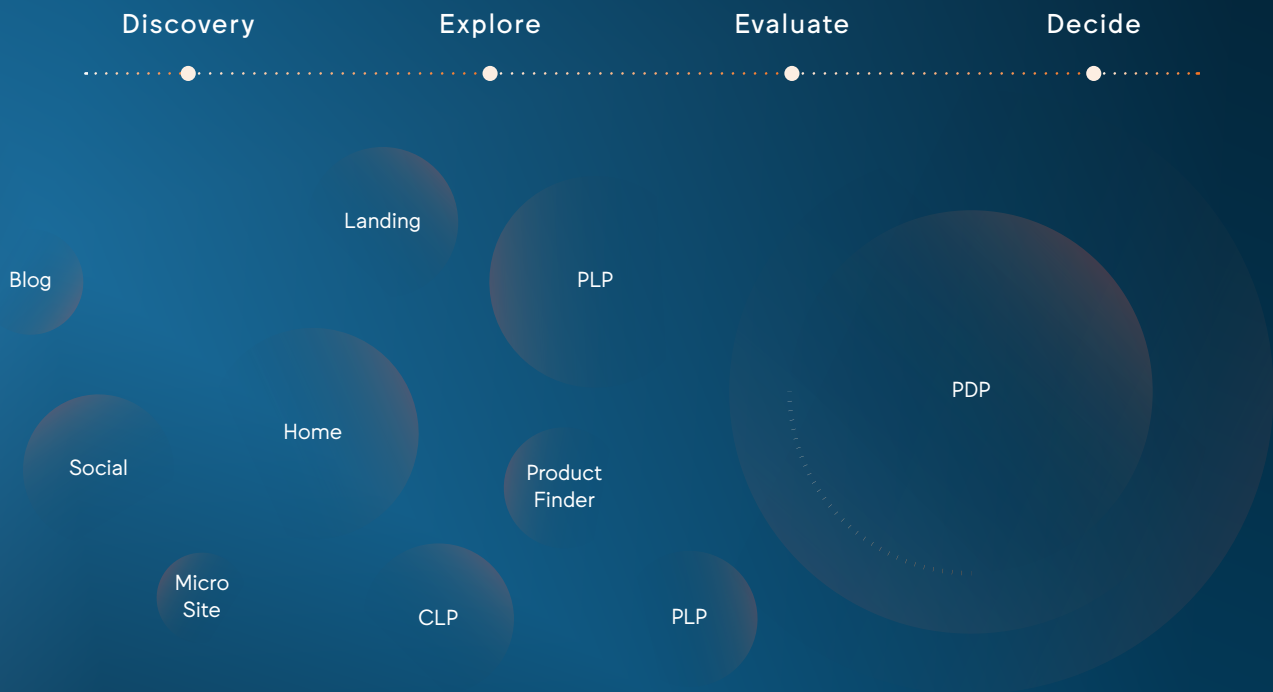 Discovery
Explore
Evaluate
Decide
Landing
Blog
PLP
PDP
Home
Social
Product
Finder
Micro
Site
CLP
PLP